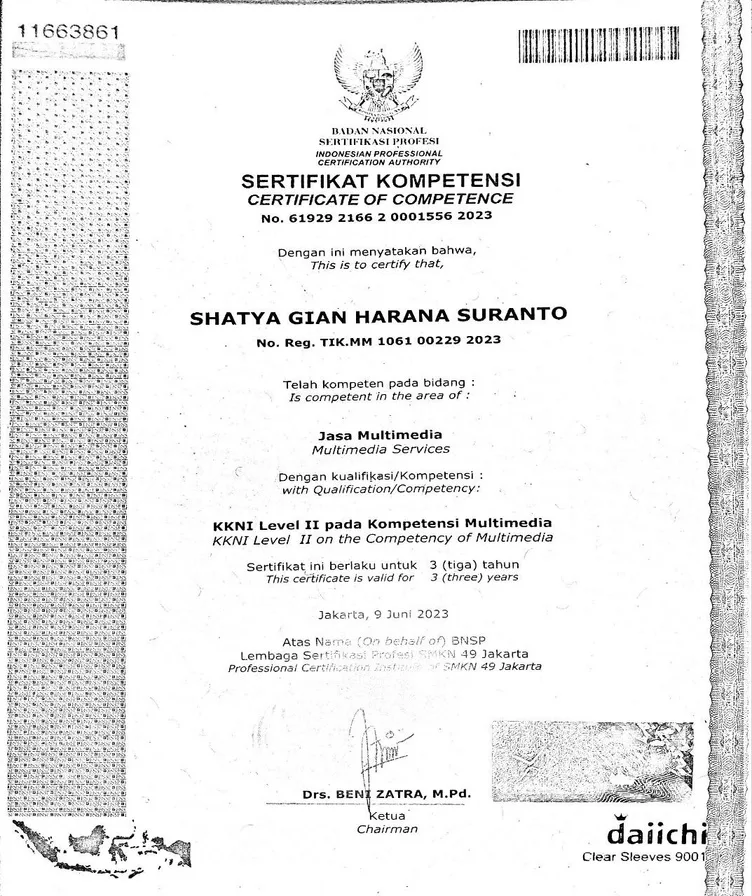 11663861
BADAN NASIONAL
SERTIFIKASI PROFESI
INDONESIAN PROFESSIONAL
CERTIFICATION AUTHORITY
SERTIFIKAT KOMPETENSI
CERTIFICATE OF COMPETENCE
No. 61929 2166 2 0001556 2023
Dengan ini menyatakan bahwa,
This is to certify that,
SHATYA GIAN HARANA SURANTO
No. Reg. TIK.MM 1061 00229 2023
Telah kompeten pada bidang :
Is competent in the area of :
Jasa Multimedia
Multimedia Services
Dengan kualifikasi/Kompetensi :
with Qualification/Competency:
KKNI Level II pada Kompetensi Multimedia
KKNI Level II on the Competency of Multimedia
Sertifikat ini berlaku untuk 3 (tiga) tahun
This certificate is valid for 3 (three) years
Jakarta, 9 Juni 2023
Atas Nama (On behalf of) BNSP
Lembaga Sertifikasi Profesi SMKN 49 Jakarta
Professional Certification Institute of SMKN 49 Jakarta
Drs. BENI ZATRA, M.Pd.
Ketua
Chairman
daiichi
Clear Sleeves 9001